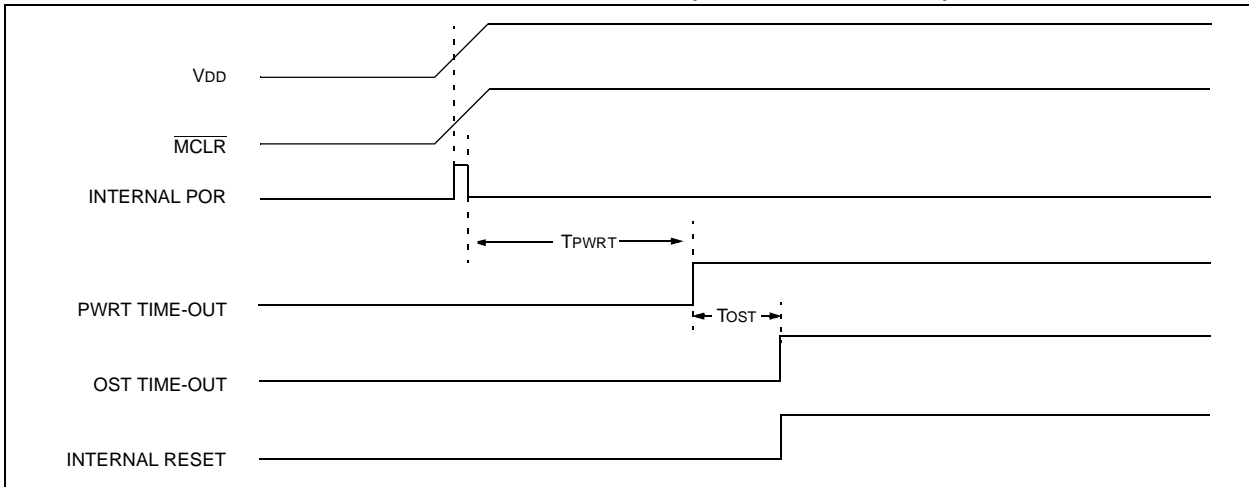 VDD
MCLR
INTERNAL POR
TPWRT
PWRT TIME-OUT
TOST
OST TIME-OUT
INTERNAL RESET